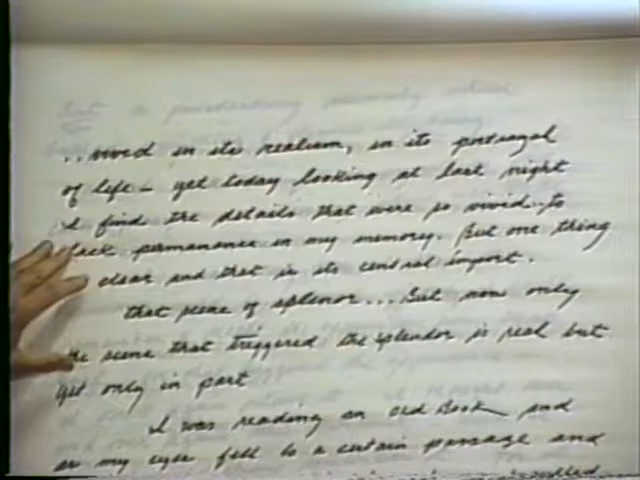 ..vived in its realism, in its portrayal
of life — yet today looking at last night
I find the details that were so vivid..to
lack permanance in my memory. But one thing
clear and that is its central import.
that scene of splendor... But now only
the scene that triggered the splendor is real but
yet only in part
I was reading an old Book and
as my eyes fell to a certain passage and